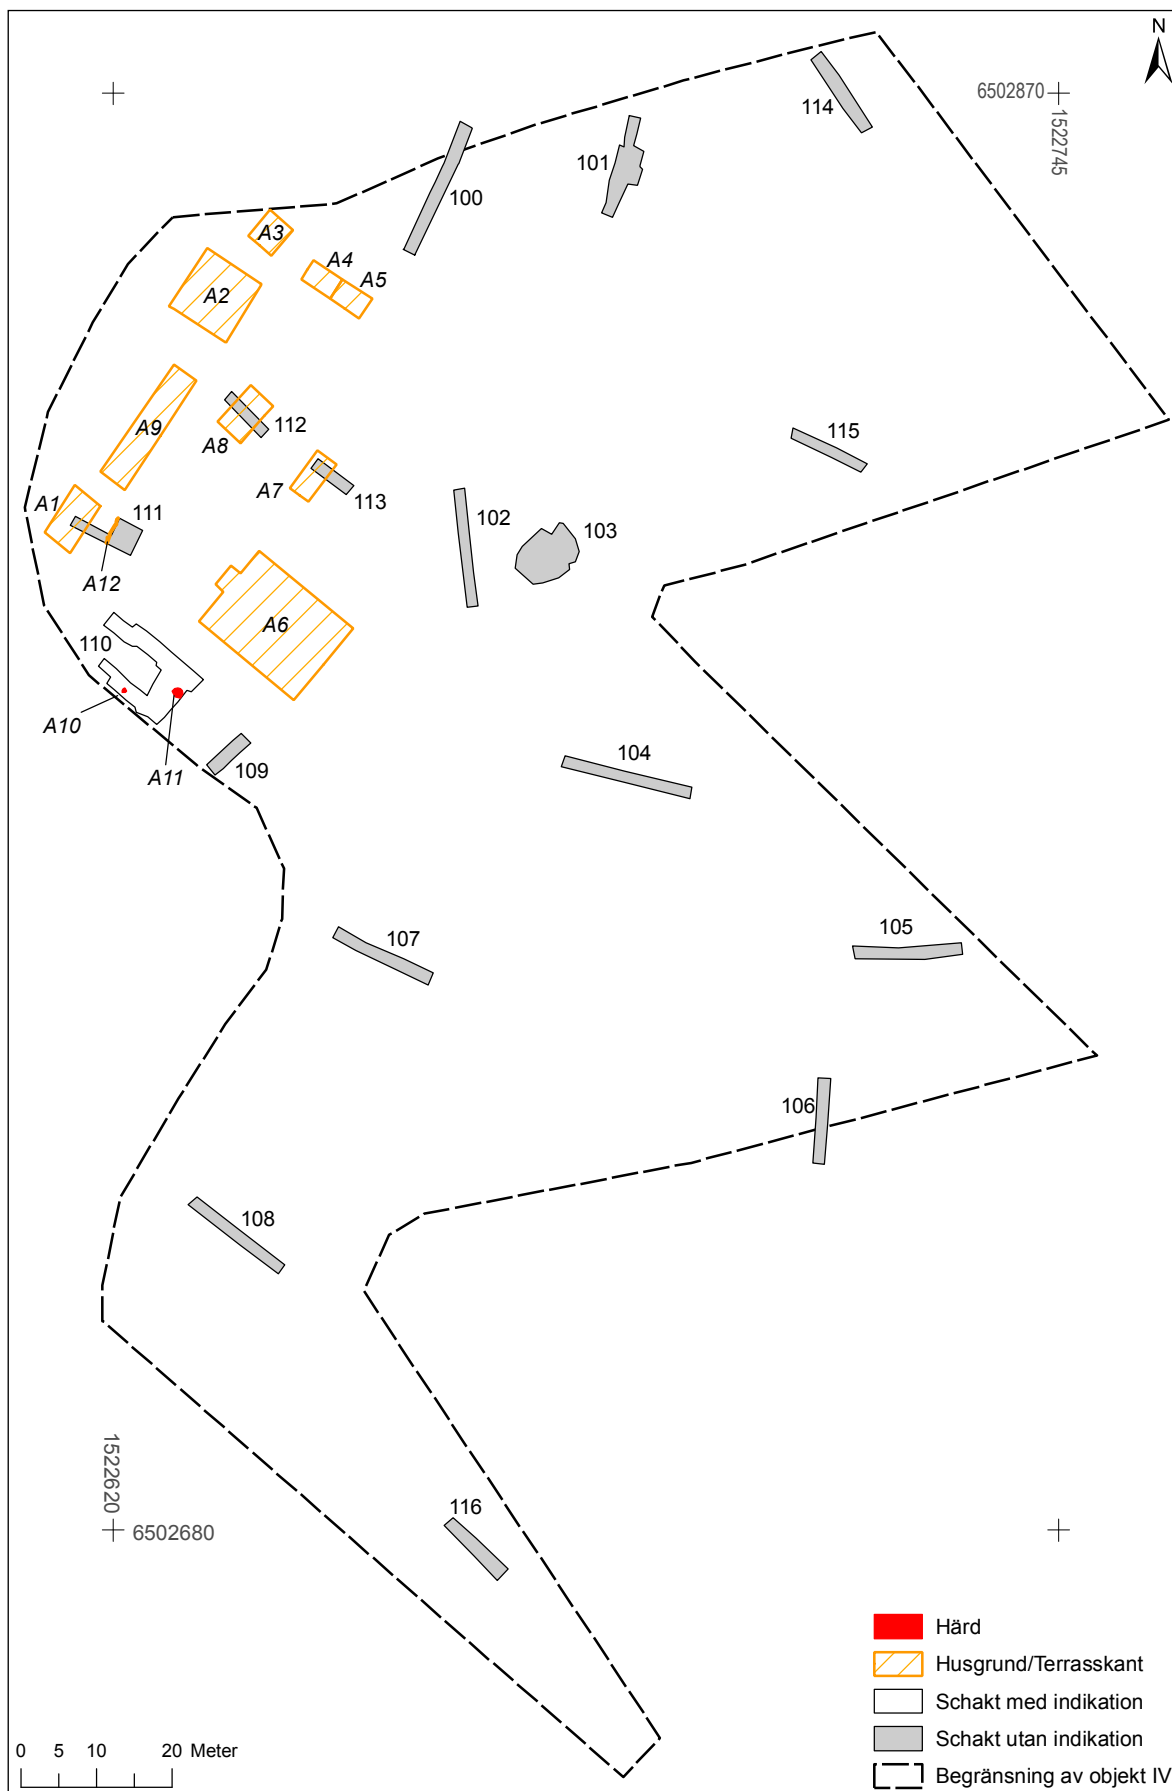 N
6502870
1522745
114
101
100
A3
A4
A5
A2
A9
A8
112
115
A7
113
102
103
A1
111
A12
A6
110
A10
A11
109
104
107
105
106
108
1522620
6502680
116
Härd
Husgrund/Terrasskant
Schakt med indikation
Schakt utan indikation
Begränsning av objekt IV
0 5 10 20 Meter